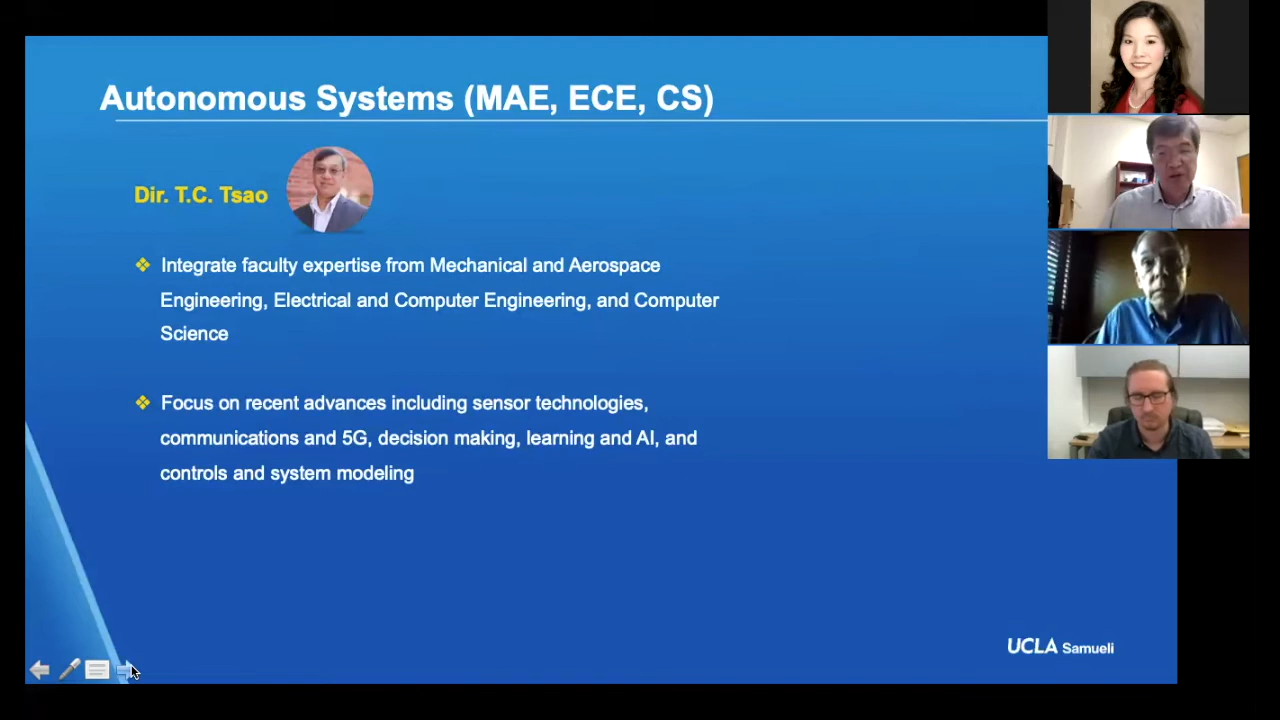 Autonomous Systems (MAE, ECE, CS)
Dir. T.C. Tsao
Integrate faculty expertise from Mechanical and Aerospace
Engineering, Electrical and Computer Engineering, and Computer
Science
Focus on recent advances including sensor technologies,
communications and 5G, decision making, learning and AI, and
controls and system modeling
UCLA Samueli